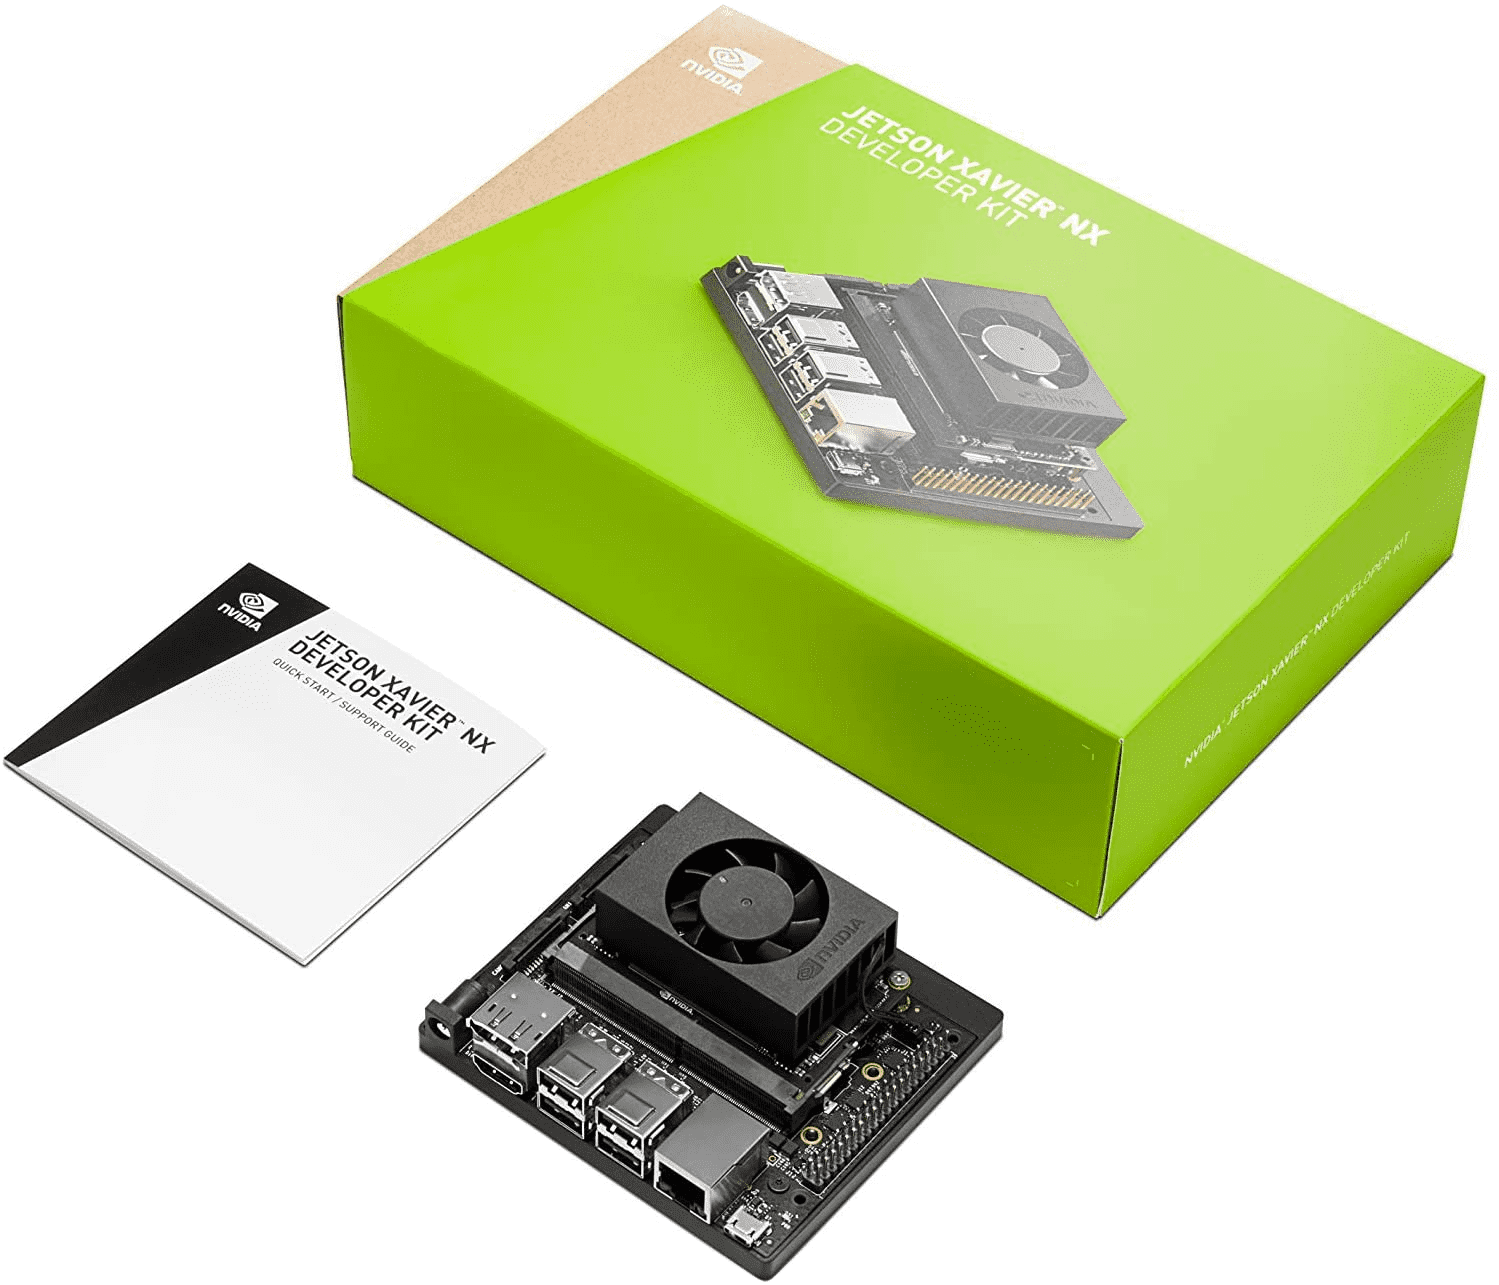 NVIDIA
JETSON XAVIER™ NX
DEVELOPER KIT
NVIDIA
NVIDIA® JETSON XAVIER™ NX DEVELOPER KIT
NVIDIA
JETSON XAVIER™ NX
DEVELOPER KIT
QUICK START / SUPPORT GUIDE
NVIDIA
NVIDIA